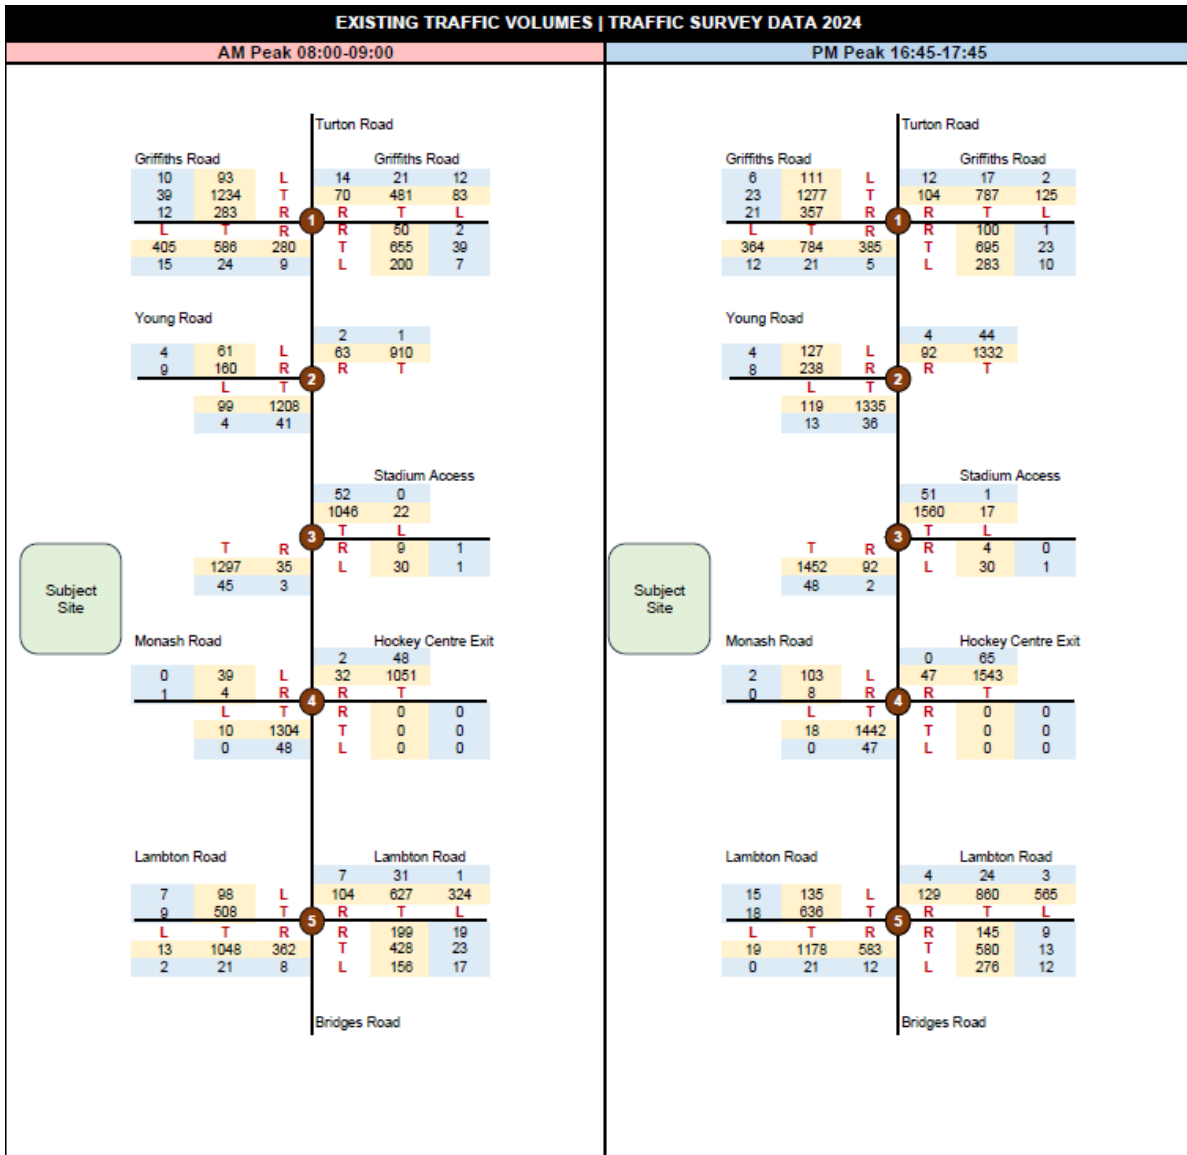 EXISTING TRAFFIC VOLUMES | TRAFFIC SURVEY DATA 2024
AM Peak 08:00-09:00
Turton Road
Griffiths Road Griffiths Road
10 93 L 14 21 12
39 1234 T 70 481 83
12 283 R R T L
1
L T R R 50 2
405 586 280 T 655 39
15 24 9 L 200 7
Young Road
2 1
4 61 L 63 910
9 160 R R T
2
L T
99 1208
4 41
Stadium Access
52 0
1046 22
T L
3
T R R 9 1
1297 35 L 30 1
45 3
Subject
Site
Monash Road Hockey Centre Exit
2 48
0 39 L 32 1051
1 4 R R T
4
L T R 0 0
10 1304 T 0 0
0 48 L 0 0
Lambton Road Lambton Road
7 31 1
7 98 L 104 627 324
9 508 T R T L
5
L T R R 199 19
13 1048 362 T 428 23
2 21 8 L 156 17
Bridges Road
PM Peak 16:45-17:45
Turton Road
Griffiths Road Griffiths Road
6 111 L 12 17 2
23 1277 T 104 787 125
21 357 R R T L
1
L T R R 100 1
364 784 385 T 695 23
12 21 5 L 283 10
Young Road
4 44
4 127 L 92 1332
8 238 R R T
2
L T
119 1335
13 36
Stadium Access
51 1
1560 17
T L
3
T R R 4 0
1452 92 L 30 1
48 2
Subject
Site
Monash Road Hockey Centre Exit
0 65
2 103 L 47 1543
0 8 R R T
4
L T R 0 0
18 1442 T 0 0
0 47 L 0 0
Lambton Road Lambton Road
4 24 3
15 135 L 129 860 565
18 636 T R T L
5
L T R R 145 9
19 1178 583 T 580 13
0 21 12 L 276 12
Bridges Road